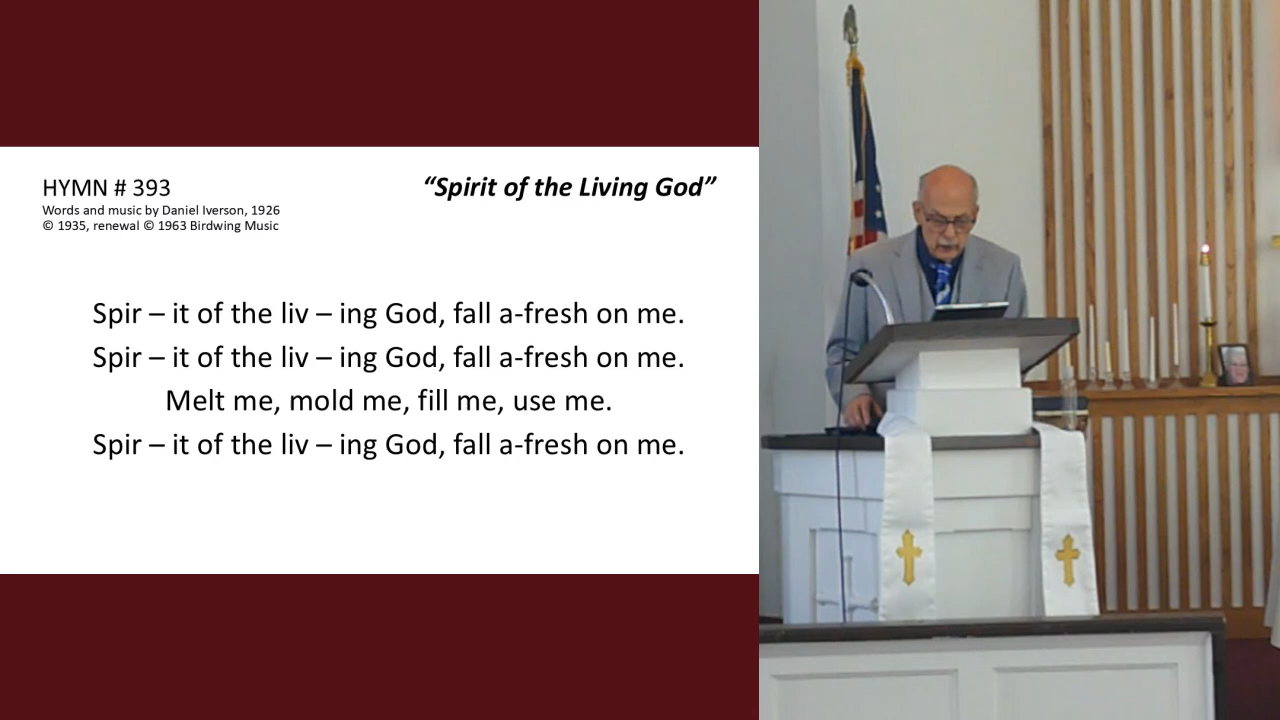 HYMN # 393
“Spirit of the Living God”
Words and music by Daniel Iverson, 1926
© 1935, renewal © 1963 Birdwing Music
Spir – it of the liv – ing God, fall a-fresh on me.
Spir – it of the liv – ing God, fall a-fresh on me.
Melt me, mold me, fill me, use me.
Spir – it of the liv – ing God, fall a-fresh on me.